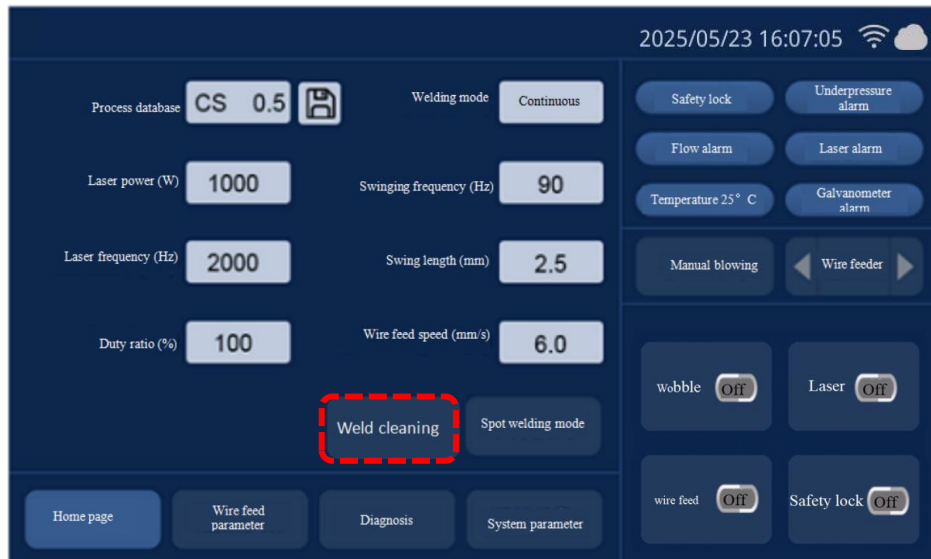 2025/05/23 16:07:05
Process database CS 0.5
Welding mode Continuous
Laser power (W) 1000
Swinging frequency (Hz) 90
Laser frequency (Hz) 2000
Swing length (mm) 2.5
Duty ratio (%) 100
Wire feed speed (mm/s) 6.0
Weld cleaning
Spot welding mode
Safety lock
Underpressure
alarm
Flow alarm
Laser alarm
Temperature 25° C
Galvanometer
alarm
Manual blowing
Wire feeder
Wobble Off
Laser Off
wire feed Off
Safety lock Off
Home page
Wire feed
parameter
Diagnosis
System parameter